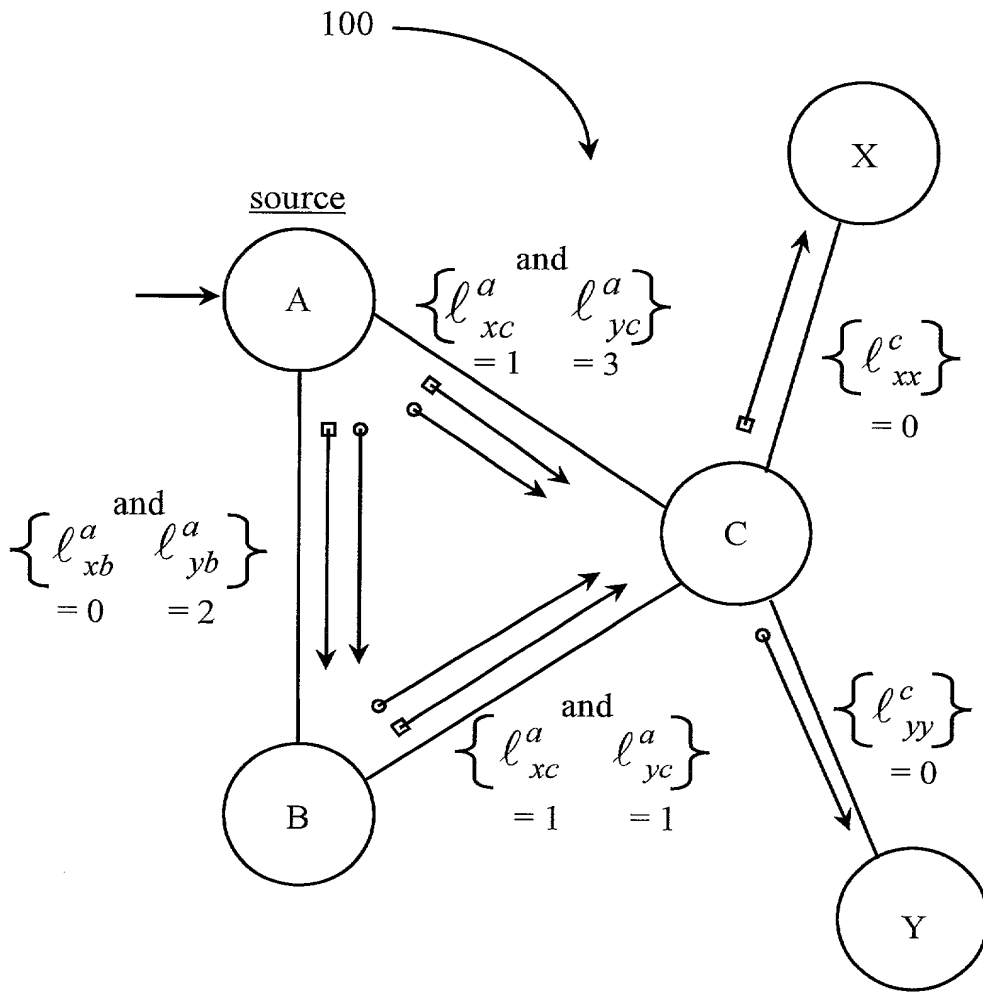 100
X
source
A
and
{ℓ^a_xc ℓ^a_yc}
= 1 = 3
{ℓ^c_xx}
= 0
and
{ℓ^a_xb ℓ^a_yb}
= 0 = 2
C
and
{ℓ^a_xc ℓ^a_yc}
= 1 = 1
{ℓ^c_yy}
= 0
B
Y